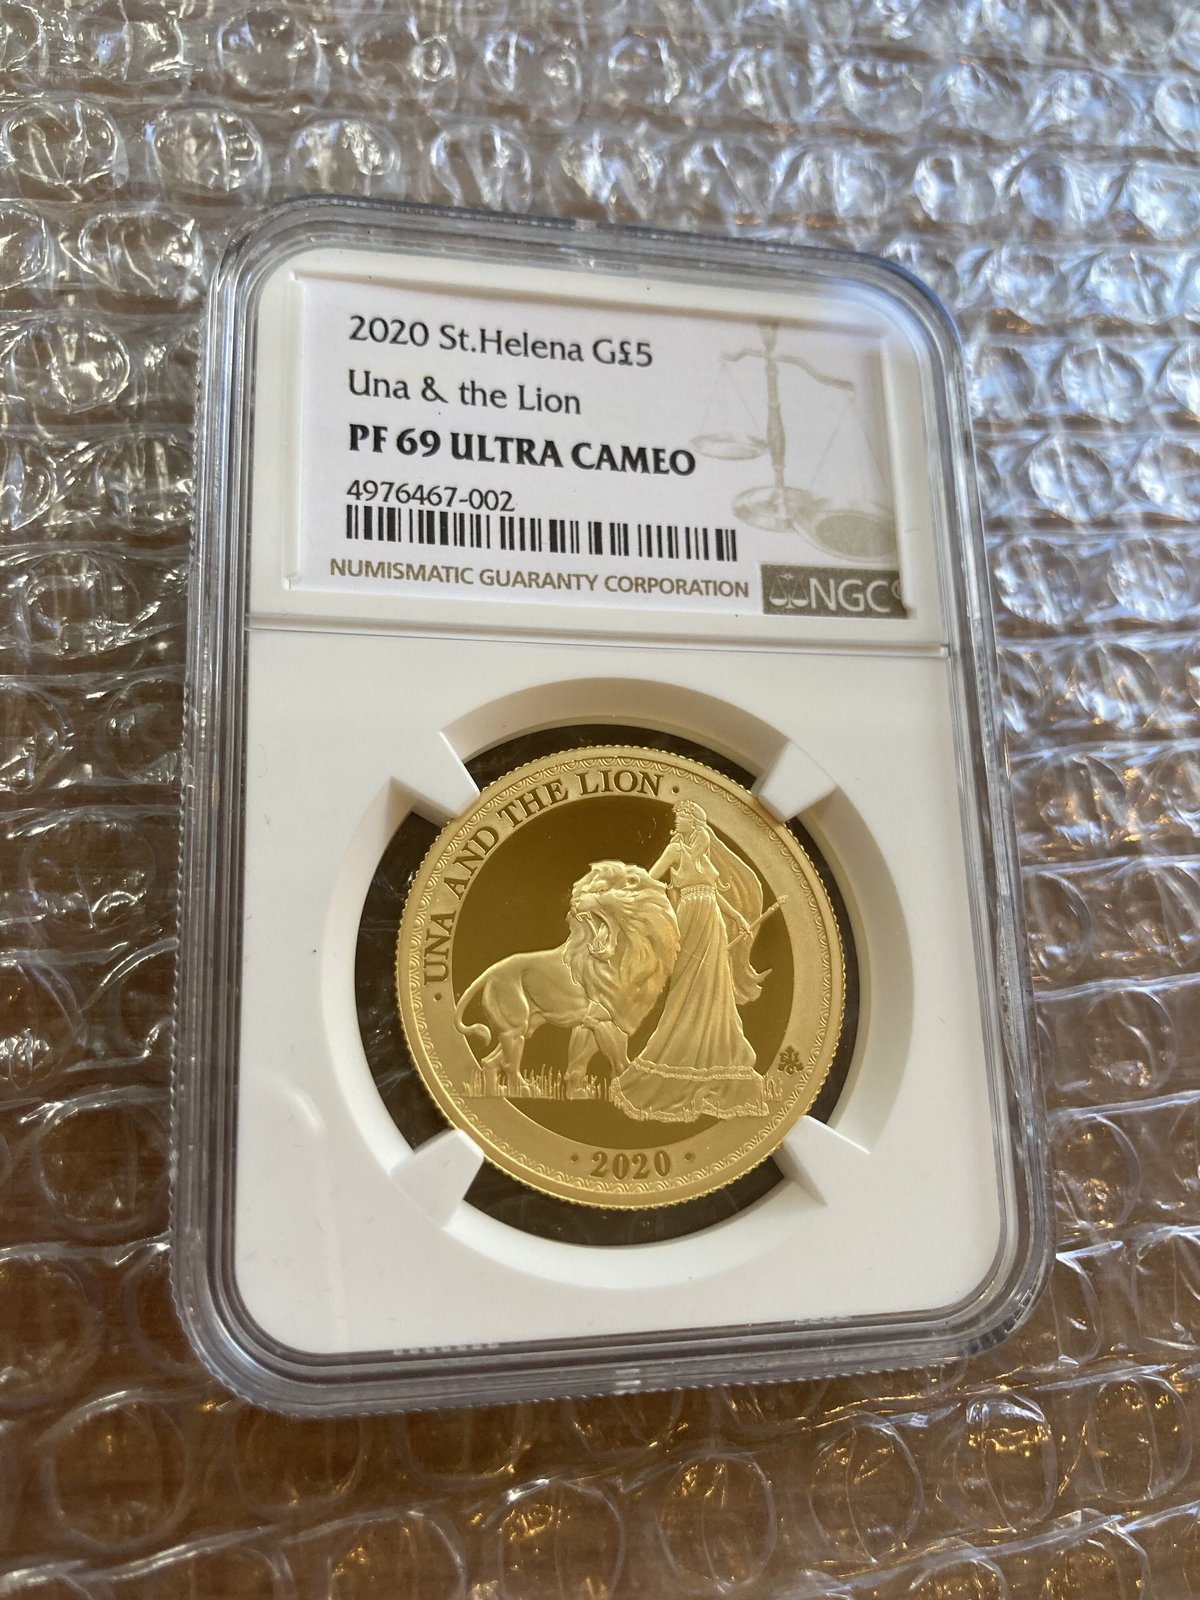 2020 St.Helena G£5
Una & the Lion
PF 69 ULTRA CAMEO
4976467-002
NUMISMATIC GUARANTY CORPORATION
NGC
· UNA AND THE LION ·
· 2020 ·